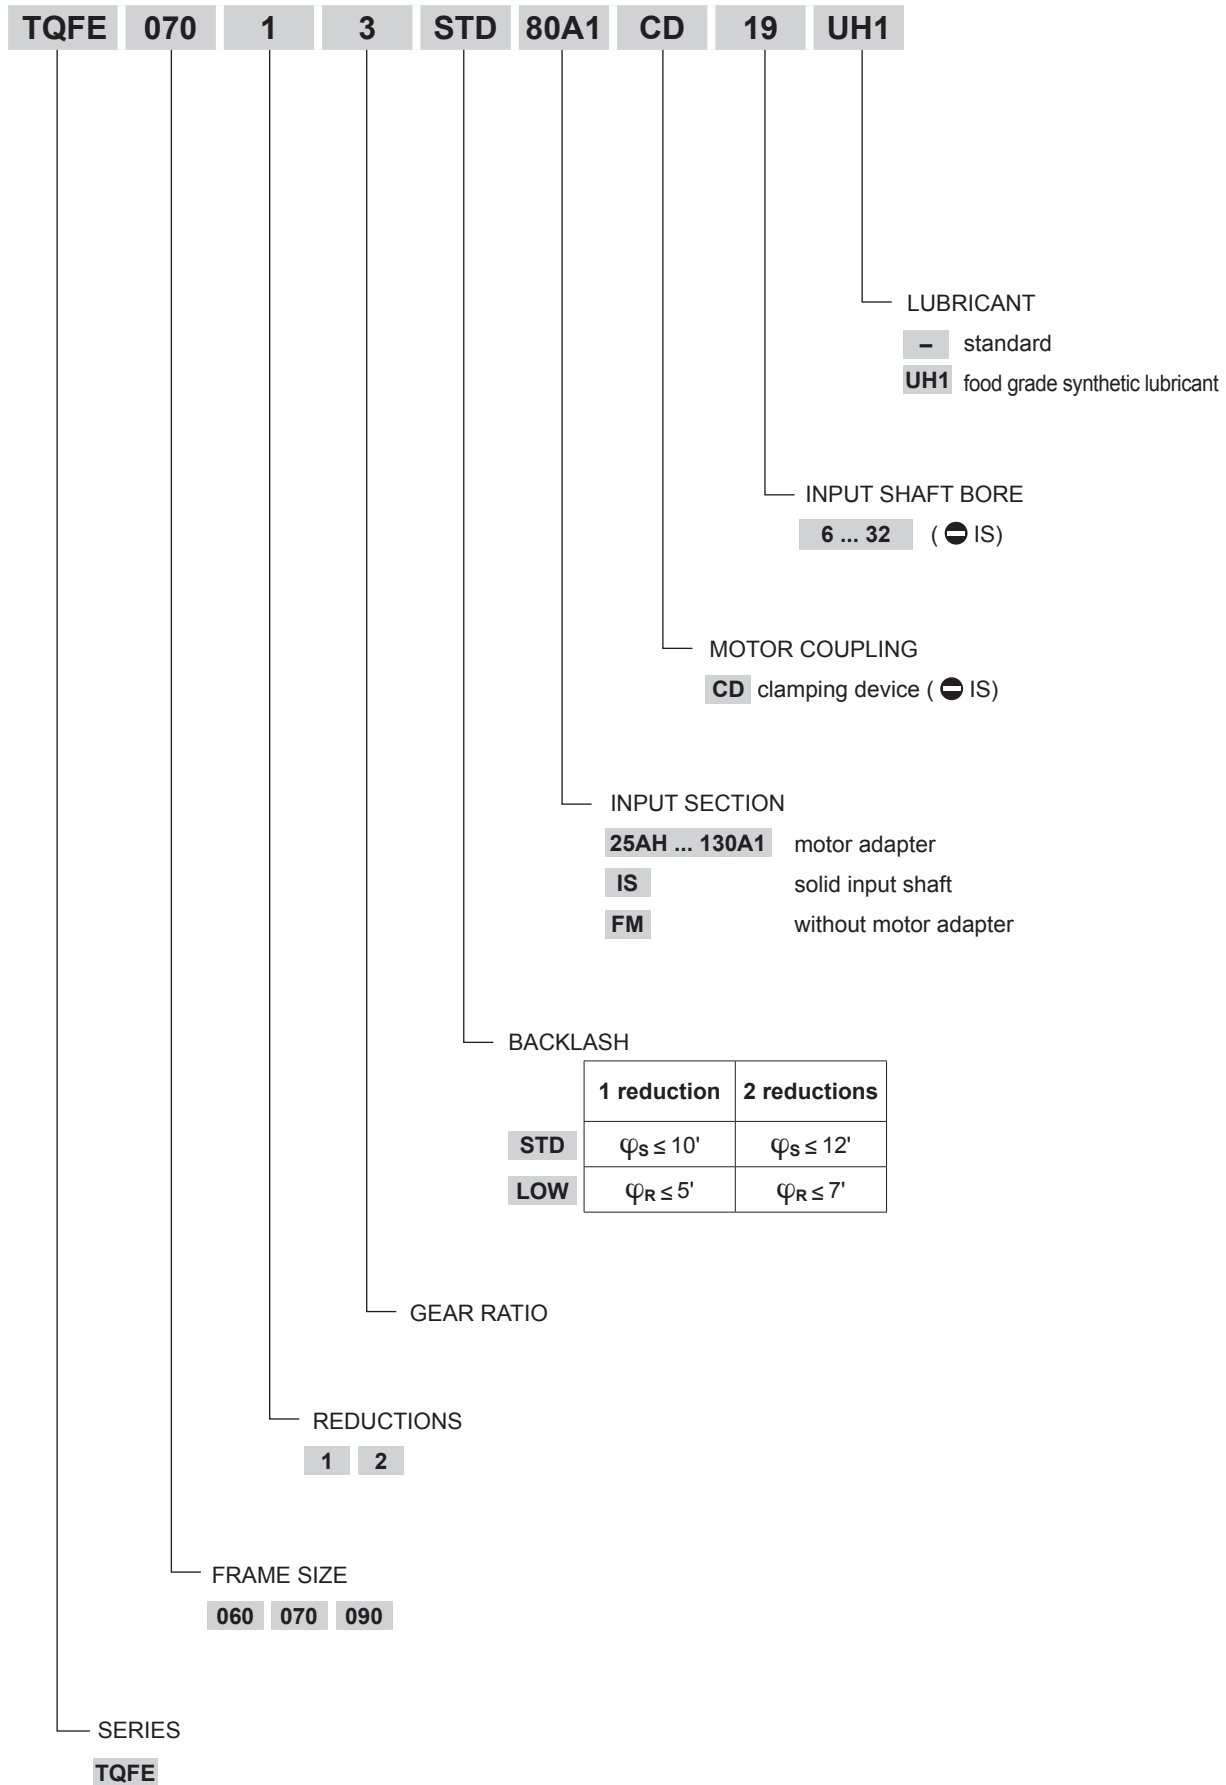 TQFE 070 1 3 STD 80A1 CD 19 UH1
LUBRICANT
– standard
UH1 food grade synthetic lubricant
INPUT SHAFT BORE
6 ... 32 ( IS)
MOTOR COUPLING
CD clamping device ( IS)
INPUT SECTION
25AH ... 130A1 motor adapter
IS solid input shaft
FM without motor adapter
BACKLASH
1 reduction 2 reductions
STD φS ≤ 10' φS ≤ 12'
LOW φR ≤ 5' φR ≤ 7'
GEAR RATIO
REDUCTIONS
1 2
FRAME SIZE
060 070 090
SERIES
TQFE